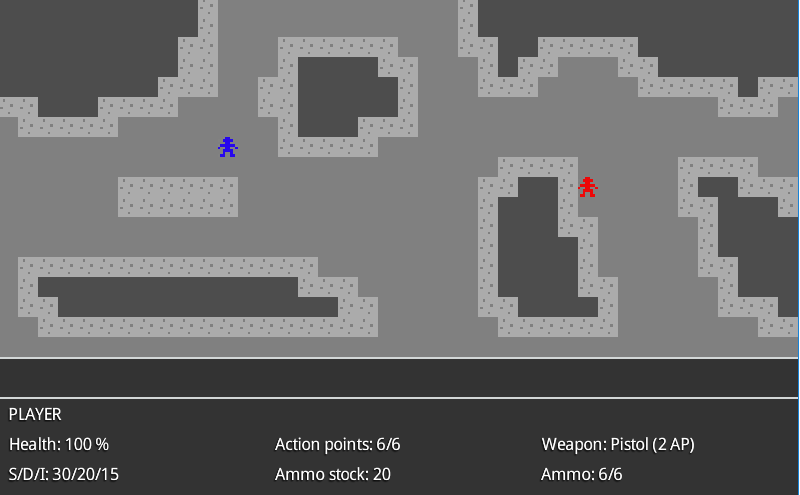 PLAYER
Health: 100 % Action points: 6/6 Weapon: Pistol (2 AP)
S/D/I: 30/20/15 Ammo stock: 20 Ammo: 6/6